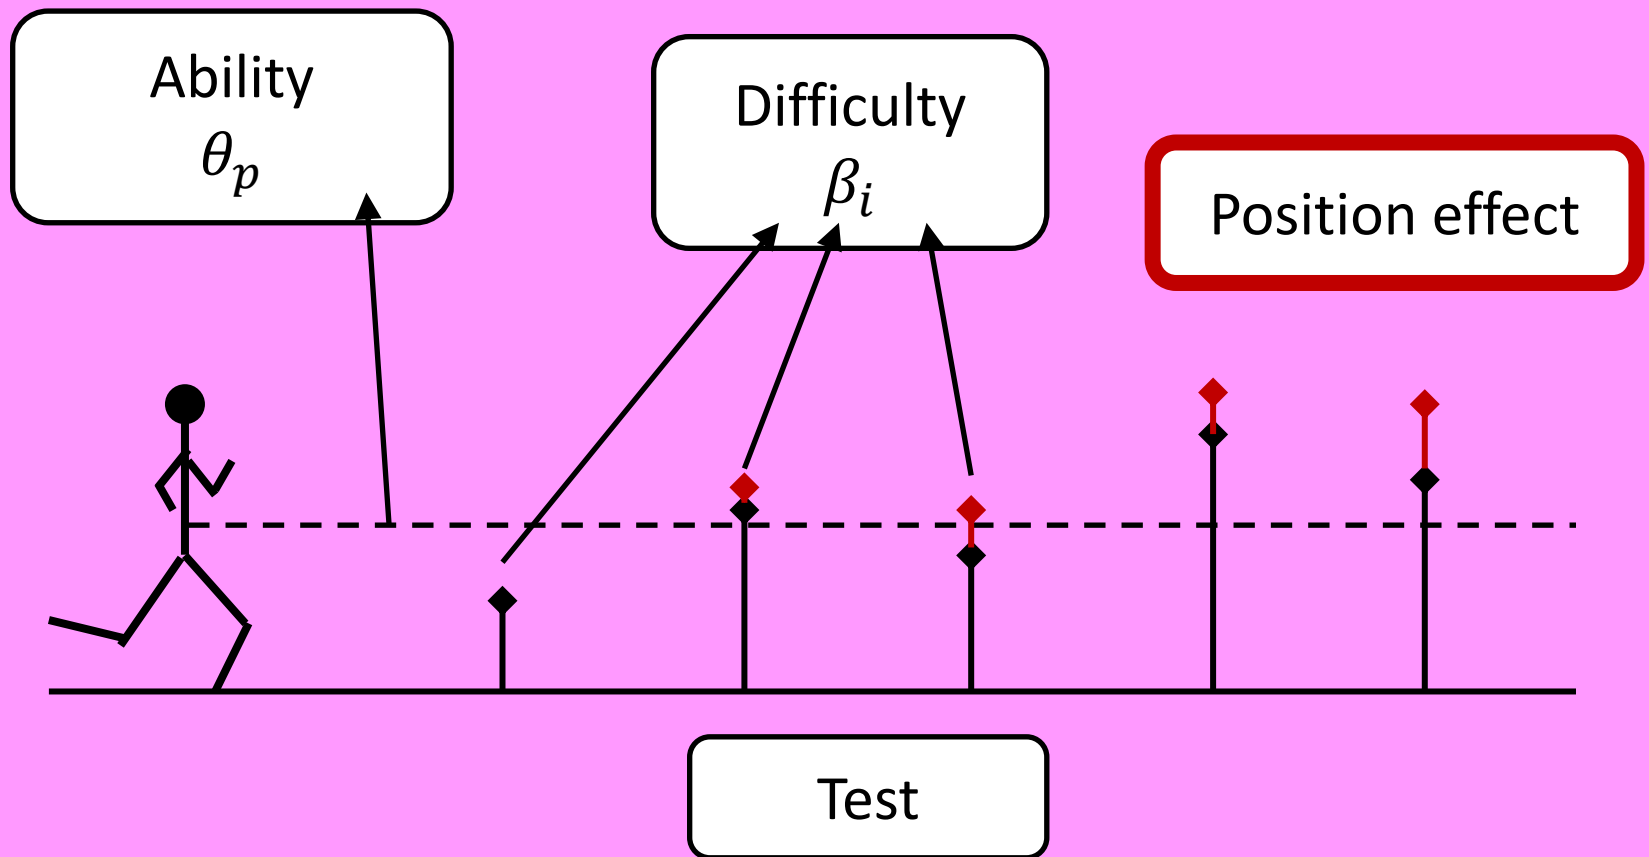 Ability
θp
Difficulty
βi
Position effect
Test